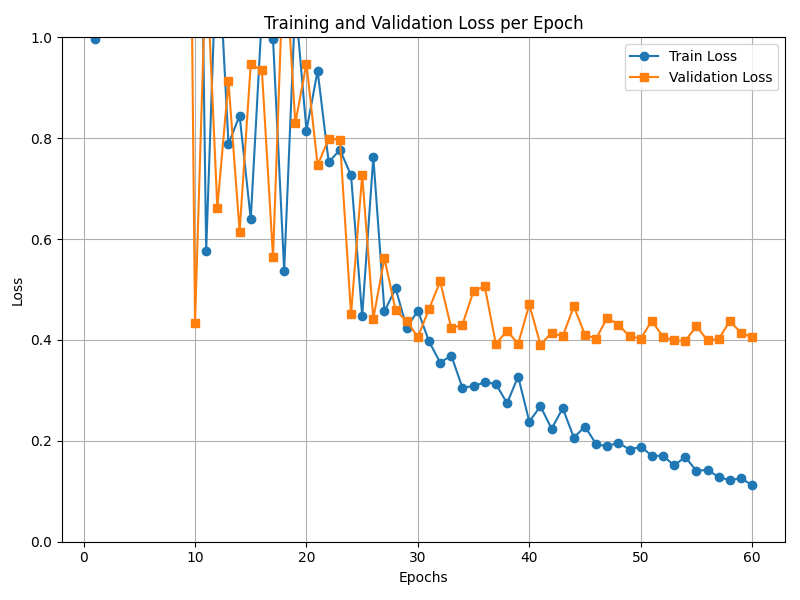 Training and Validation Loss per Epoch
Train Loss
Validation Loss
1.0
0.8
0.6
0.4
0.2
0.0
Loss
0 10 20 30 40 50 60
Epochs